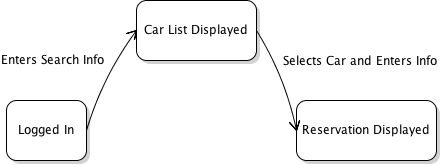 Car List Displayed
Enters Search Info
Selects Car and Enters Info
Logged In
Reservation Displayed